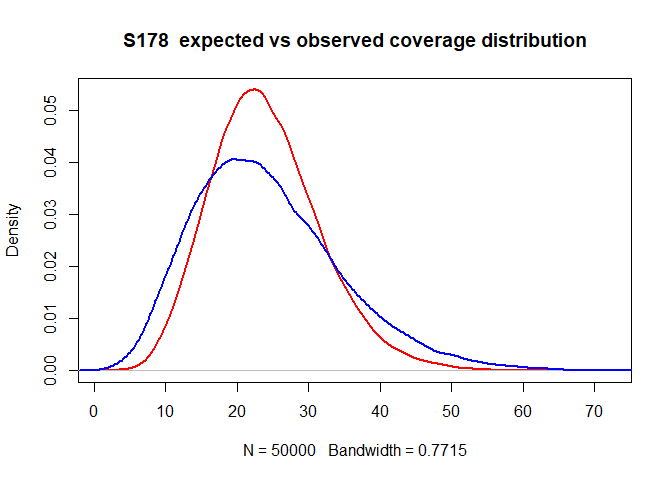 S178  expected vs observed coverage distribution
Density
0.00 0.01 0.02 0.03 0.04 0.05
0 10 20 30 40 50 60 70
N = 50000   Bandwidth = 0.7715